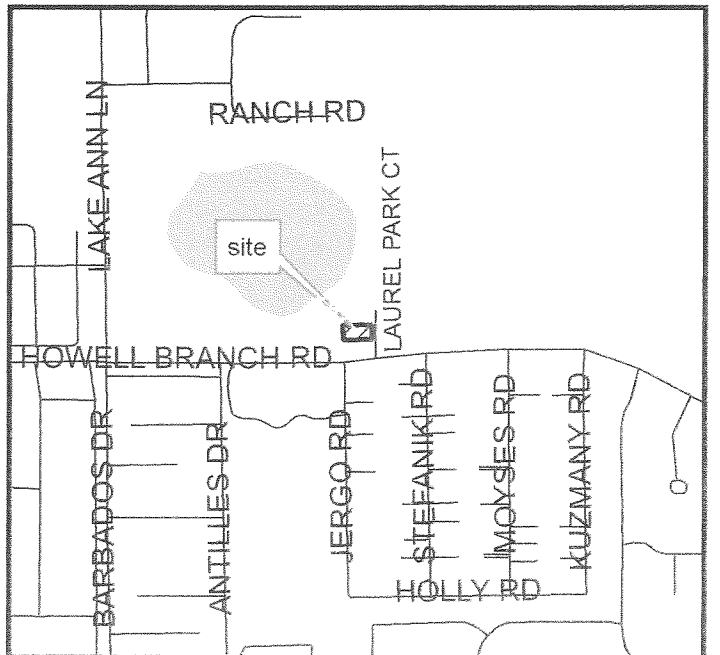 RANCH RD
LAKE ANN LN
LAUREL PARK CT
site
HOWELL BRANCH RD
BARBADOS DR
ANTILLES DR
JERGO RD
STEFANIK RD
MOYSES RD
KUZMANY RD
HOLLY RD